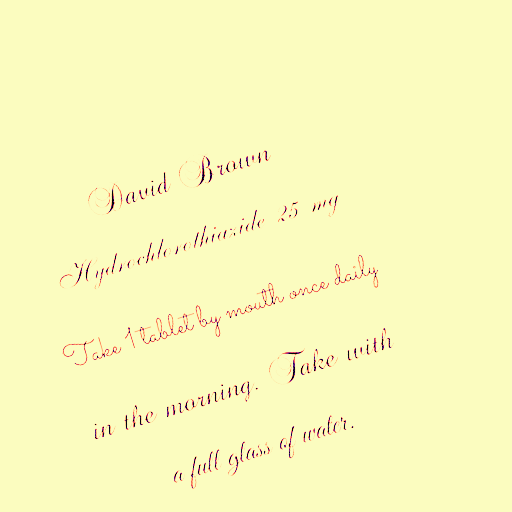 David Brown
Hydrochlorothiazide 25 mg
Take 1 tablet by mouth once daily
in the morning. Take with
a full glass of water.